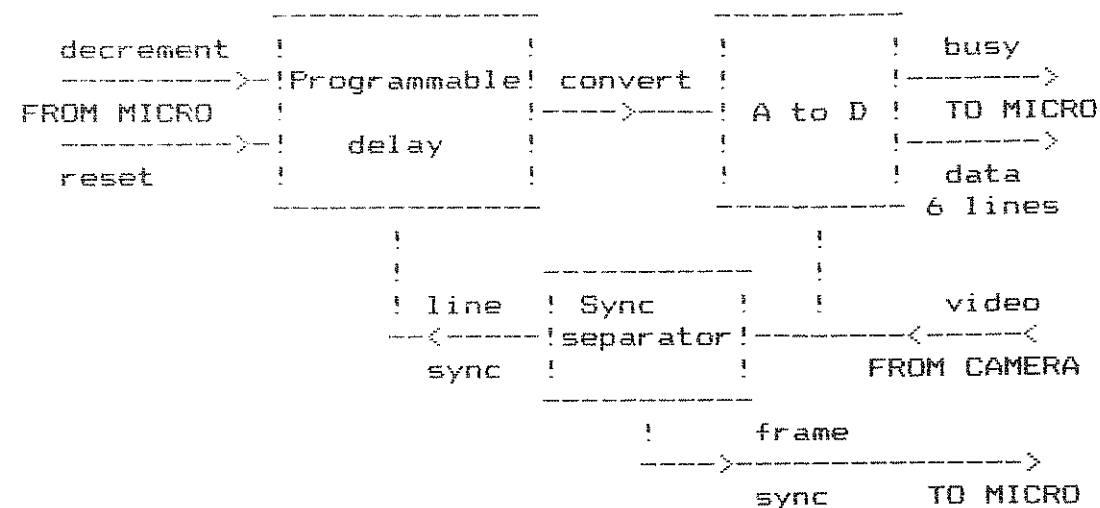 decrement busy
Programmable convert
FROM MICRO A to D TO MICRO
delay
reset data
6 lines
line Sync video
separator
sync FROM CAMERA
frame
sync TO MICRO